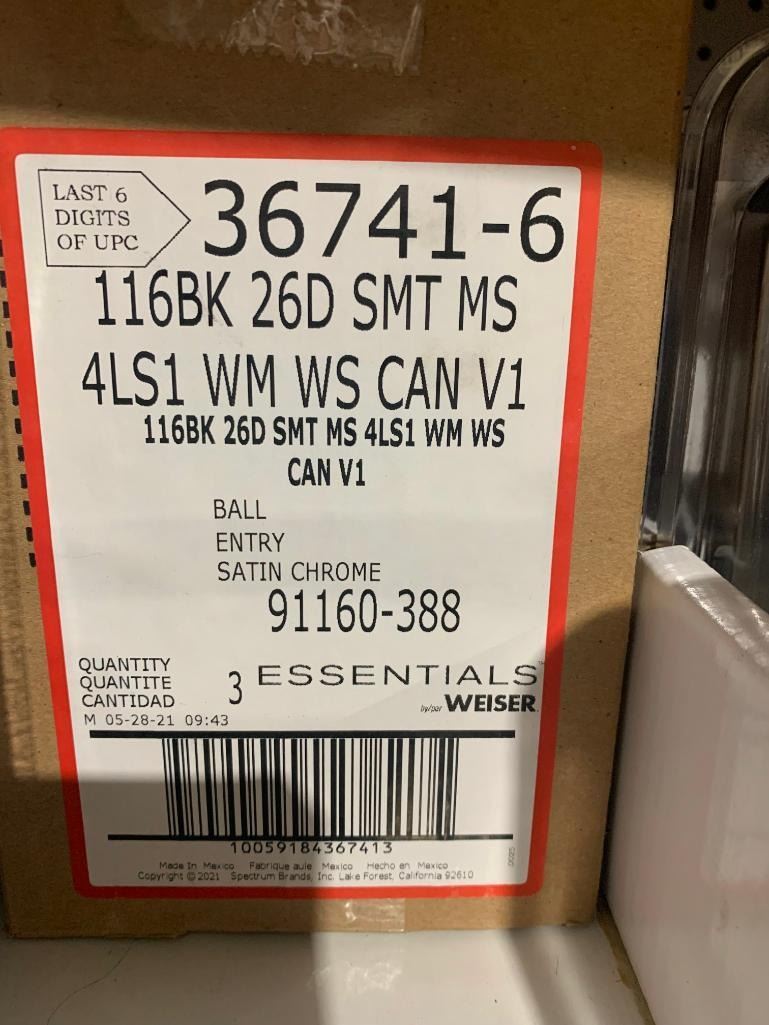 LAST 6
DIGITS
OF UPC
36741-6
116BK 26D SMT MS
4LS1 WM WS CAN V1
116BK 26D SMT MS 4LS1 WM WS
CAN V1
BALL
ENTRY
SATIN CHROME
91160-388
QUANTITY
QUANTITE
CANTIDAD
3
ESSENTIALS™
by/par WEISER
M 05-28-21 09:43
10059184367413
Made In Mexico Fabrique aule Mexico Hecho en Mexico
Copyright © 2021 Spectrum Brands, Inc. Lake Forest, California 92610